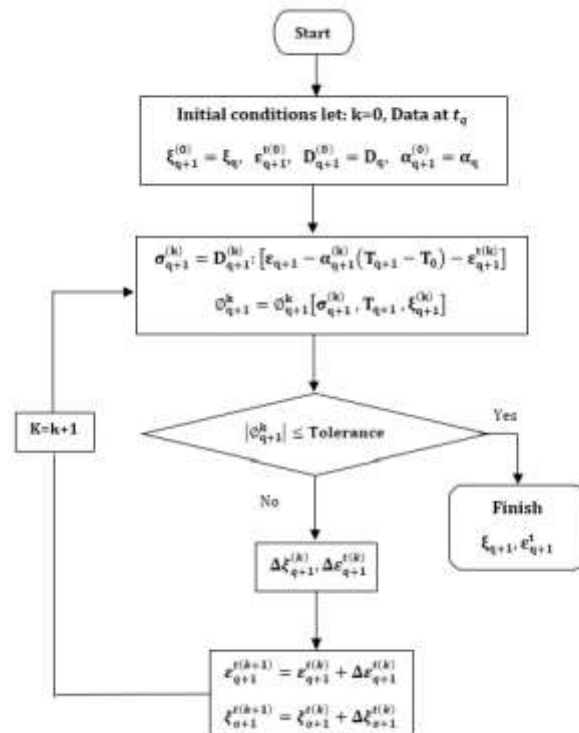 Start
Initial conditions let: k=0, Data at t_q
ξ_{q+1}^{(0)} = ξ_q, ε_{q+1}^{t(0)}, D_{q+1}^{(0)} = D_q, α_{q+1}^{(0)} = α_q
σ_{q+1}^{(k)} = D_{q+1}^{(k)}: [ε_{q+1} − α_{q+1}^{(k)}(T_{q+1} − T_0) − ε_{q+1}^{t(k)}]
∅_{q+1}^{k} = ∅_{q+1}^{k}[σ_{q+1}^{(k)}, T_{q+1}, ξ_{q+1}^{(k)}]
K=k+1
|∅_{q+1}^{k}| ≤ Tolerance
Yes
No
Finish
ξ_{q+1}, ε_{q+1}^{t}
Δξ_{q+1}^{(k)}, Δε_{q+1}^{t(k)}
ε_{q+1}^{t(k+1)} = ε_{q+1}^{t(k)} + Δε_{q+1}^{t(k)}
ξ_{q+1}^{t(k+1)} = ξ_{q+1}^{t(k)} + Δξ_{q+1}^{t(k)}